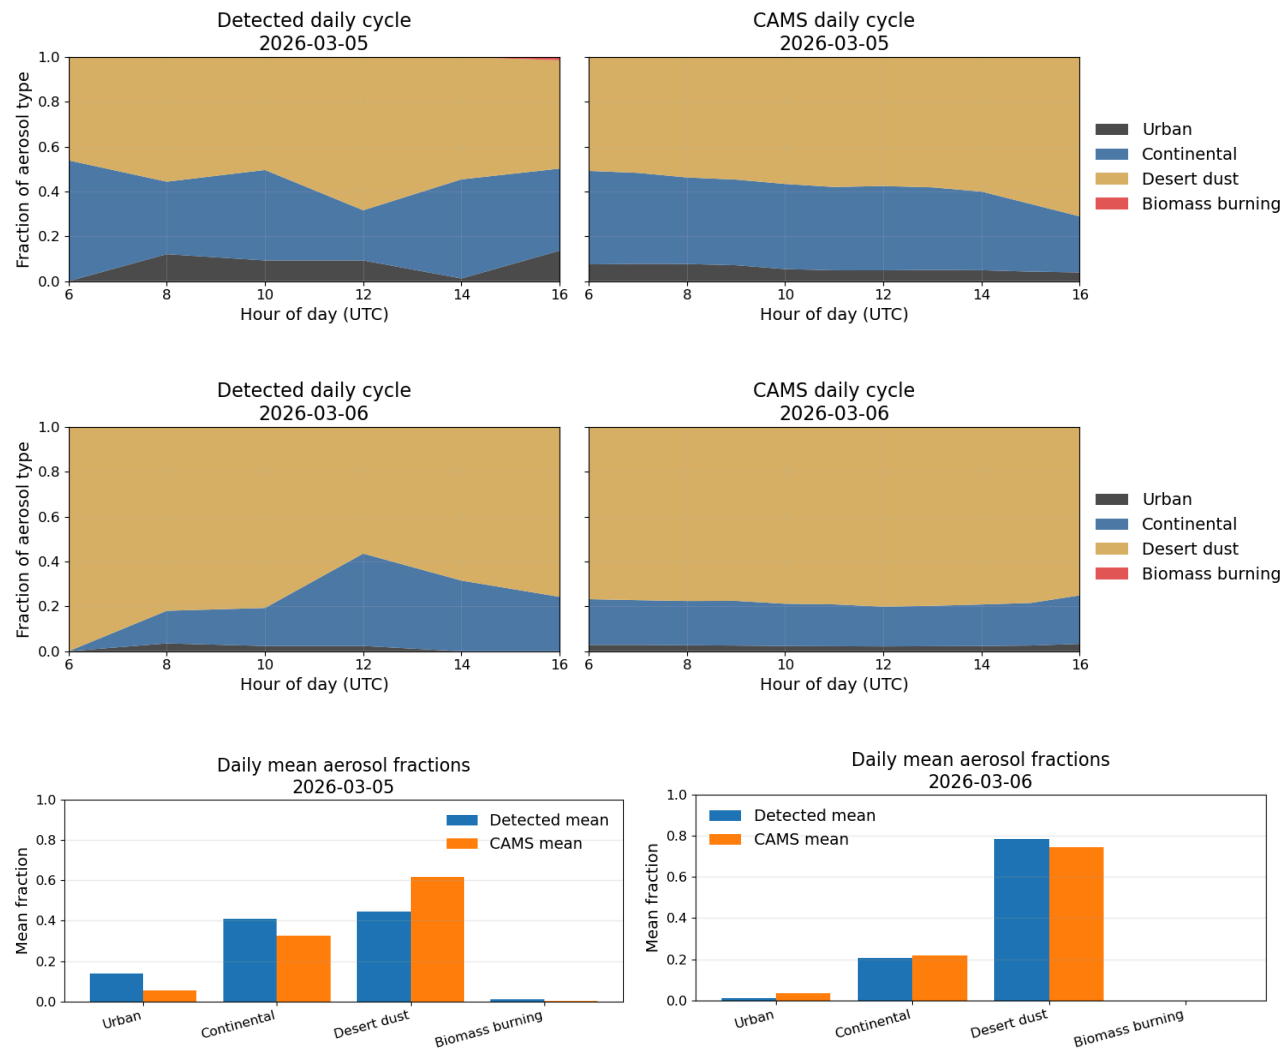 Detected daily cycle
2026-03-05
CAMS daily cycle
2026-03-05
Fraction of aerosol type
1.0
0.8
0.6
0.4
0.2
0.0
6 8 10 12 14 16
Hour of day (UTC)
6 8 10 12 14 16
Hour of day (UTC)
Urban
Continental
Desert dust
Biomass burning
Detected daily cycle
2026-03-06
CAMS daily cycle
2026-03-06
Fraction of aerosol type
1.0
0.8
0.6
0.4
0.2
0.0
6 8 10 12 14 16
Hour of day (UTC)
6 8 10 12 14 16
Hour of day (UTC)
Urban
Continental
Desert dust
Biomass burning
Daily mean aerosol fractions
2026-03-05
Mean fraction
1.0
0.8
0.6
0.4
0.2
0.0
Detected mean
CAMS mean
Urban
Continental
Desert dust
Biomass burning
Daily mean aerosol fractions
2026-03-06
Mean fraction
1.0
0.8
0.6
0.4
0.2
0.0
Detected mean
CAMS mean
Urban
Continental
Desert dust
Biomass burning